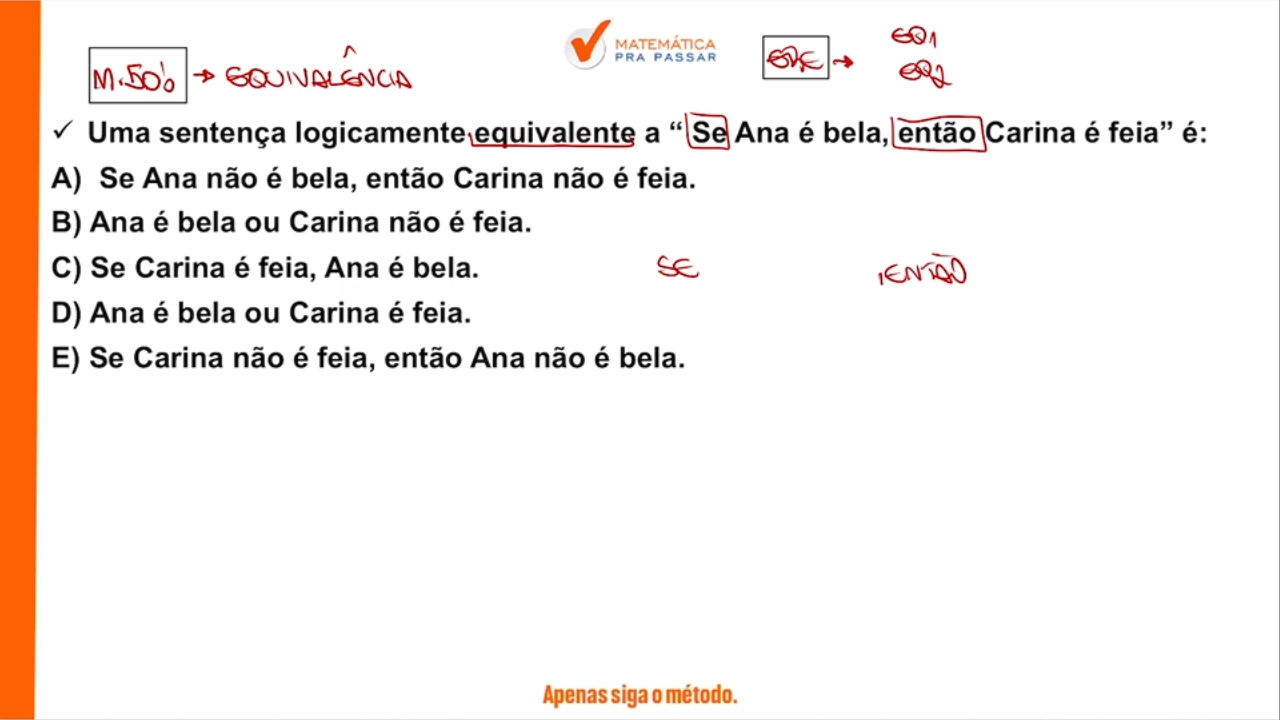 M.50% → EQUIVALÊNCIA
MATEMÁTICA
PRA PASSAR
EQ1
EQ2
✓ Uma sentença logicamente equivalente a “ Se Ana é bela, então Carina é feia” é:
A) Se Ana não é bela, então Carina não é feia.
B) Ana é bela ou Carina não é feia.
C) Se Carina é feia, Ana é bela.
SE , ENTÃO
D) Ana é bela ou Carina é feia.
E) Se Carina não é feia, então Ana não é bela.
Apenas siga o método.